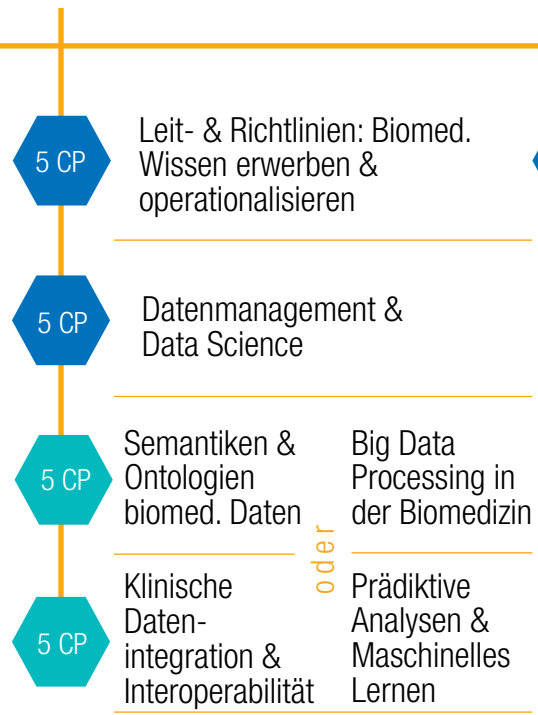 5 CP
Leit- & Richtlinien: Biomed.
Wissen erwerben &
operationalisieren
5 CP
Datenmanagement &
Data Science
5 CP
Semantiken &
Ontologien
biomed. Daten
Big Data
Processing in
der Biomedizin
oder
5 CP
Klinische
Daten-
integration &
Interoperabilität
Prädiktive
Analysen &
Maschinelles
Lernen